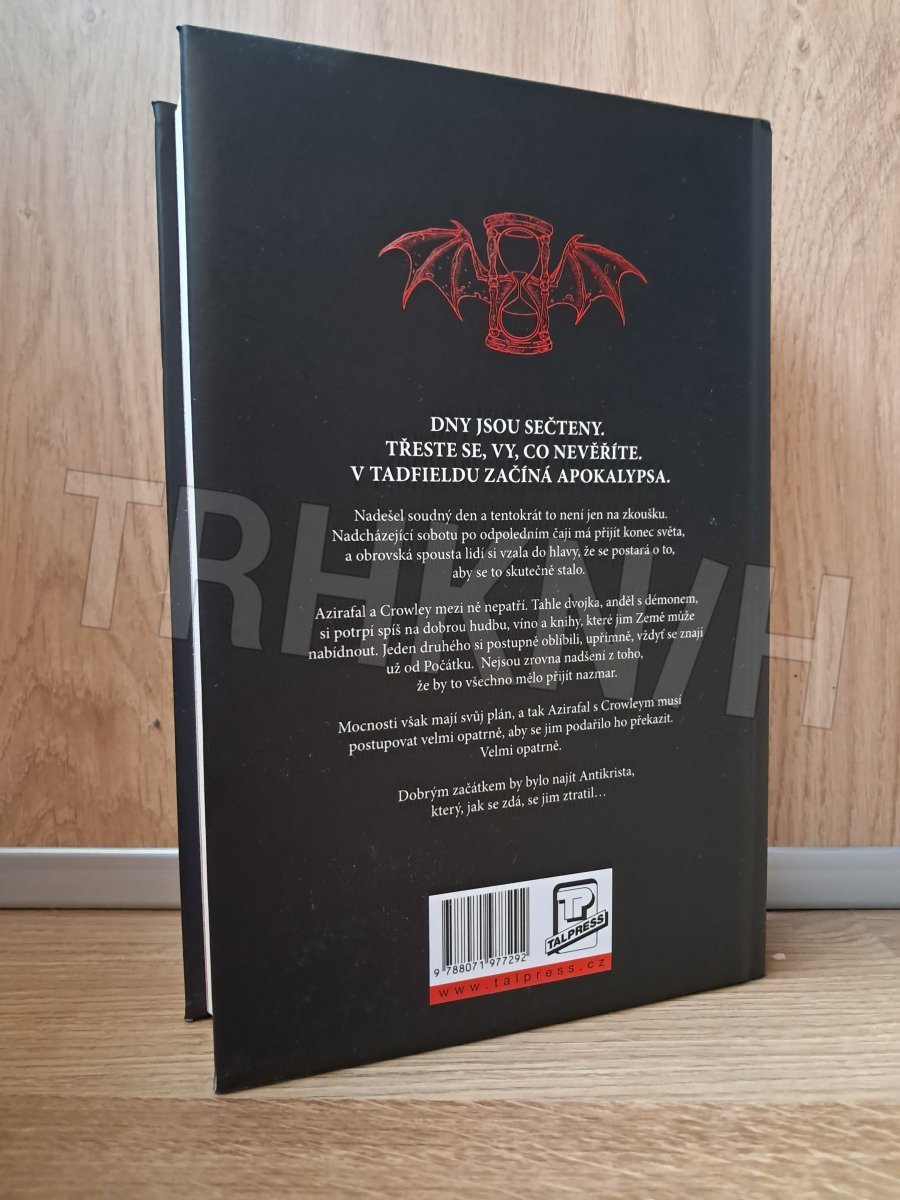 DNY JSOU SEČTENY.
TŘESTE SE, VY, CO NEVĚŘÍTE.
V TADFIELDU ZAČÍNÁ APOKALYPSA.
Nadešel soudný den a tentokrát to není jen na zkoušku.
Nadcházející sobotu po odpoledním čaji má přijít konec světa,
a obrovská spousta lidí si vzala do hlavy, že se postará o to,
aby se to skutečně stalo.
Azirafal a Crowley mezi ně nepatří. Tahle dvojka, anděl s démonem,
si potrpí spíš na dobrou hudbu, víno a knihy, které jim Země může
nabídnout. Jeden druhého si postupně oblíbili, upřímně, vždyť se znají
už od Počátku. Nejsou zrovna nadšení z toho,
že by to všechno mělo přijít nazmar.
Mocnosti však mají svůj plán, a tak Azirafal s Crowleym musí
postupovat velmi opatrně, aby se jim podařilo ho překazit.
Velmi opatrně.
Dobrým začátkem by bylo najít Antikrista,
který, jak se zdá, se jim ztratil…
TRHKNIH
TP
TALPRESS
9 788071 977292
www.talpress.cz